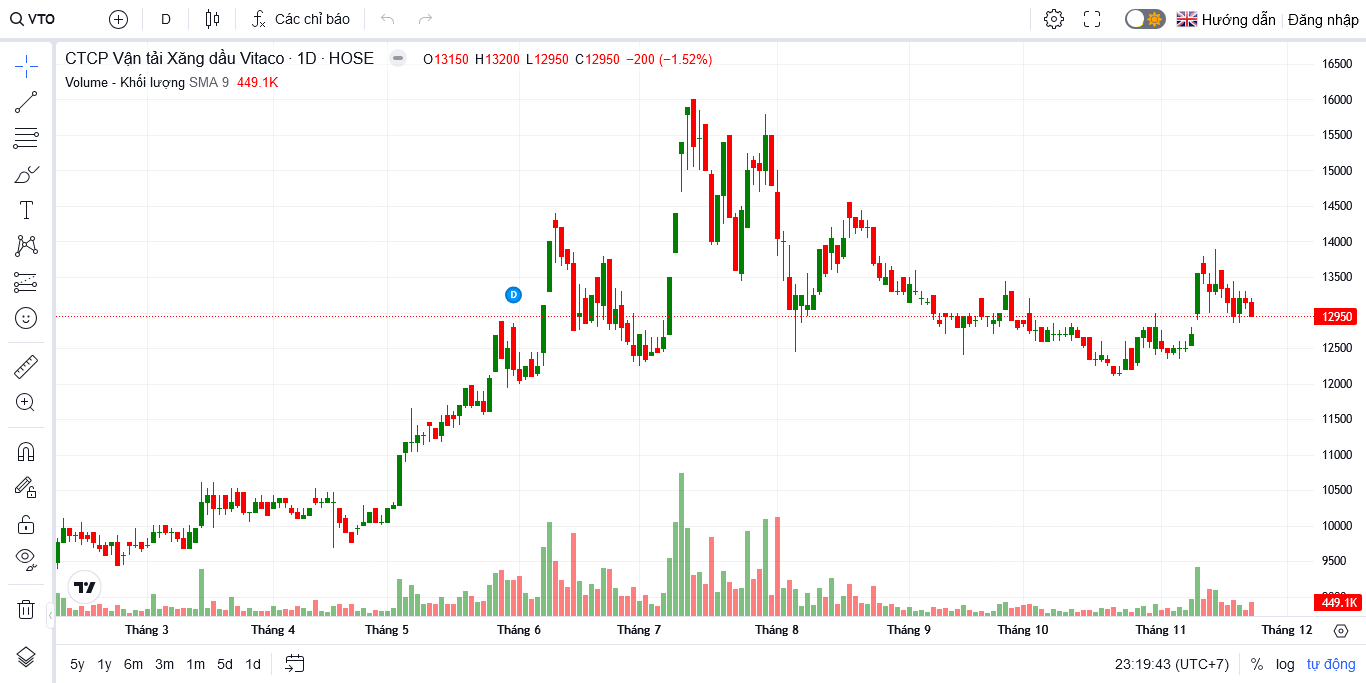 VTO D Các chỉ báo Hướng dẫn Đăng nhập
CTCP Vận tải Xăng dầu Vitaco · 1D · HOSE O13150 H13200 L12950 C12950 −200 (−1.52%)
Volume - Khối lượng SMA 9 449.1K
16500
16000
15500
15000
14500
14000
13500
D
12950
12500
12000
11500
11000
10500
10000
9500
449.1K
Tháng 3 Tháng 4 Tháng 5 Tháng 6 Tháng 7 Tháng 8 Tháng 9 Tháng 10 Tháng 11 Tháng 12
5y 1y 6m 3m 1m 5d 1d 23:19:43 (UTC+7) % log tự động